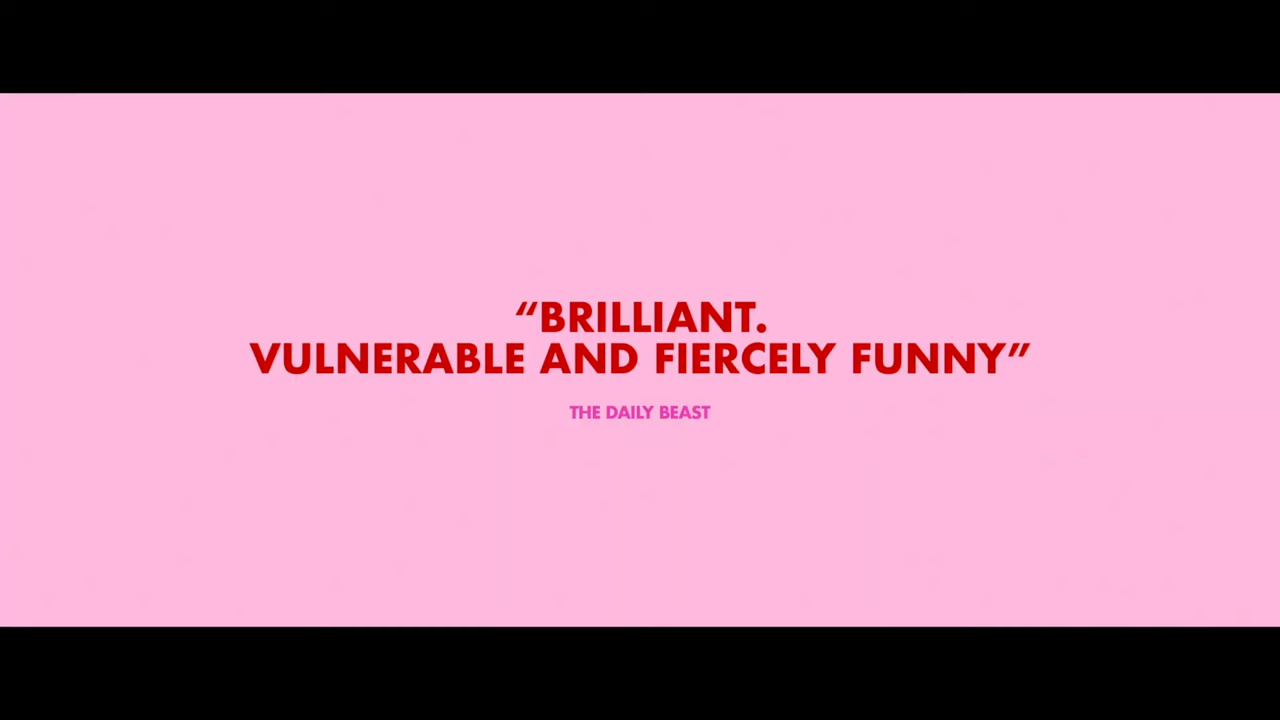 “BRILLIANT.
VULNERABLE AND FIERCELY FUNNY”
THE DAILY BEAST